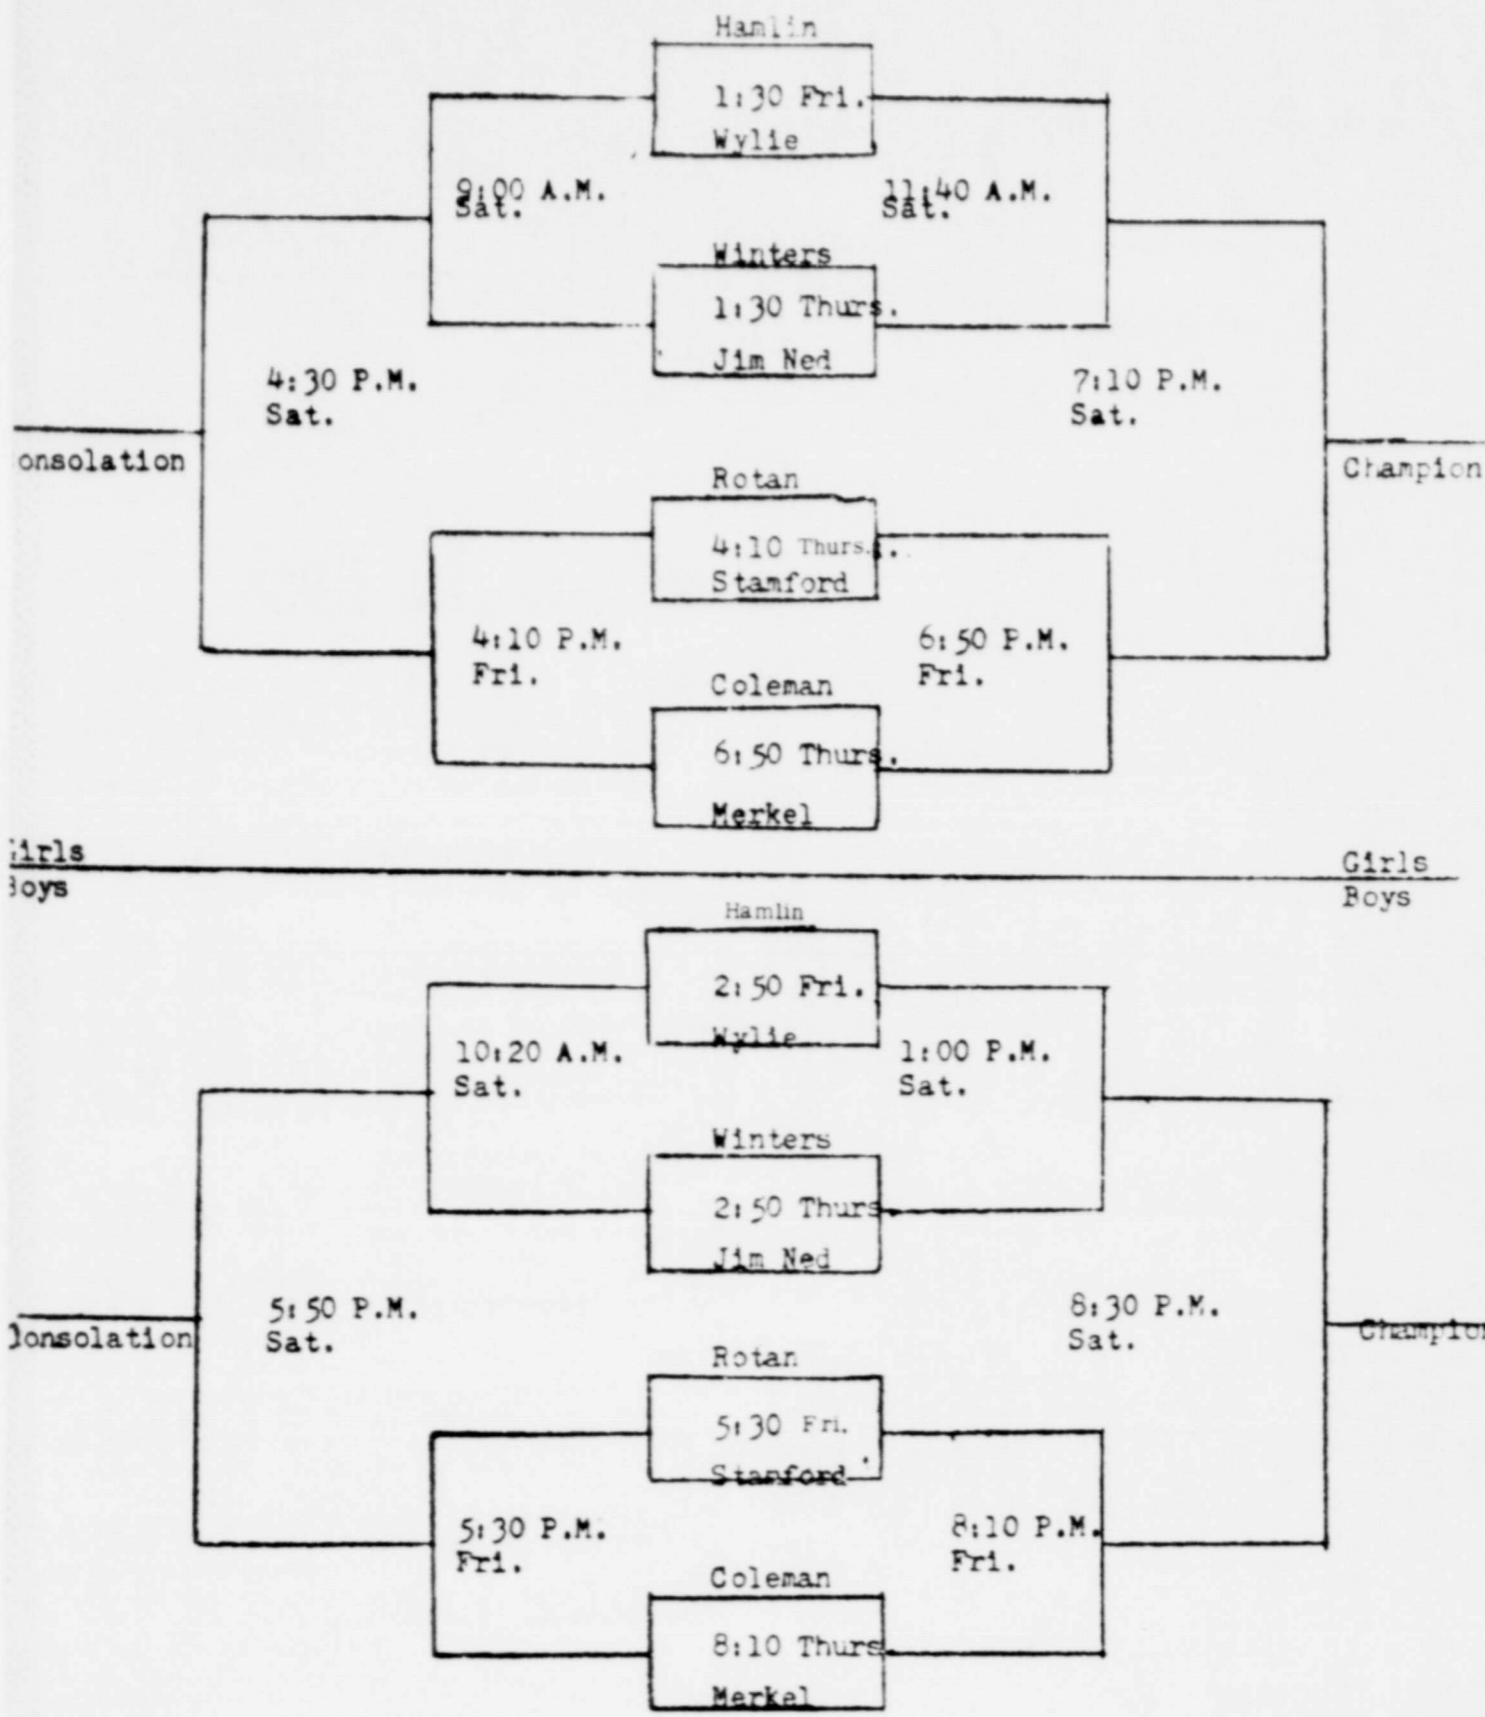 Hamlin
1:30 Fri.
Wylie
9:00 A.M.
Sat.
11:40 A.M.
Sat.
Winters
1:30 Thurs.
Jim Ned
4:30 P.M.
Sat.
7:10 P.M.
Sat.
onsolation
Champion
Rotan
4:10 Thurs.
Stamford
4:10 P.M.
Fri.
6:50 P.M.
Fri.
Coleman
6:50 Thurs.
Merkel
irls
Boys
Girls
Boys
Hamlin
2:50 Fri.
Wylie
10:20 A.M.
Sat.
1:00 P.M.
Sat.
Winters
2:50 Thurs.
Jim Ned
5:50 P.M.
Sat.
8:30 P.M.
Sat.
Consolation
Champion
Rotan
5:30 Fri.
Stamford
5:30 P.M.
Fri.
8:10 P.M.
Fri.
Coleman
8:10 Thurs
Merkel